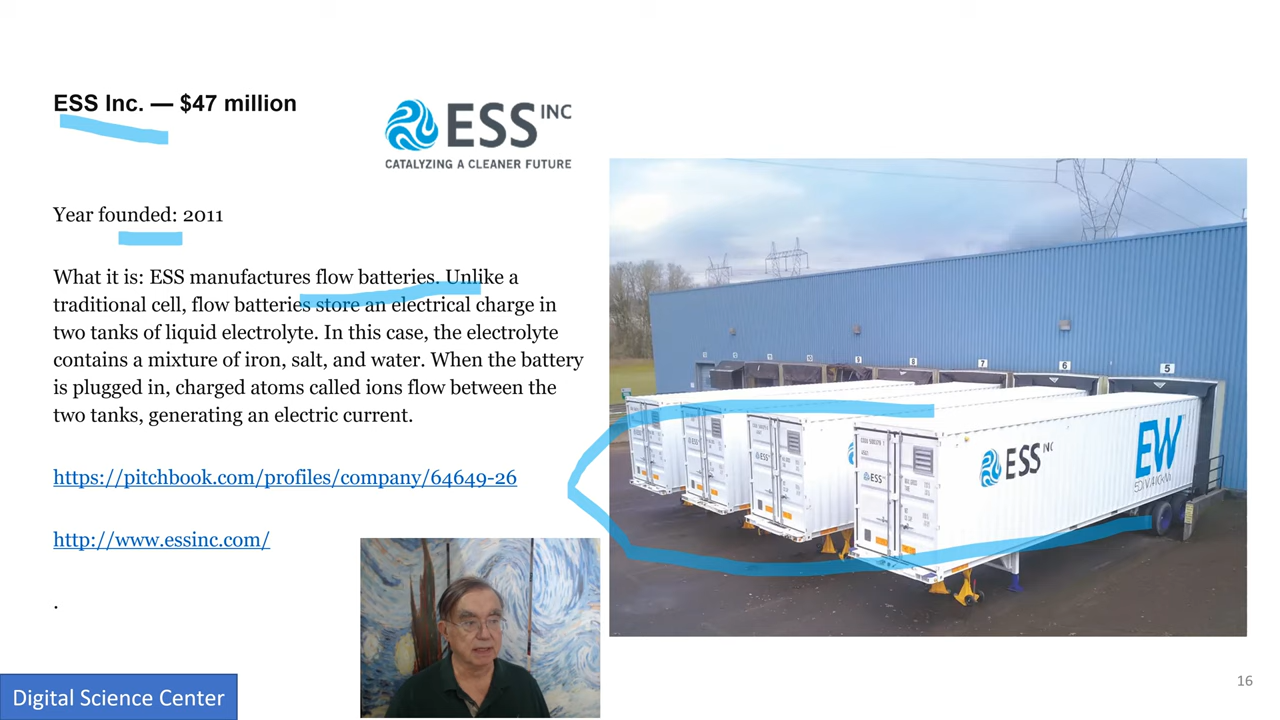 ESS Inc. — $47 million
ESS INC
CATALYZING A CLEANER FUTURE
Year founded: 2011
What it is: ESS manufactures flow batteries. Unlike a
traditional cell, flow batteries store an electrical charge in
two tanks of liquid electrolyte. In this case, the electrolyte
contains a mixture of iron, salt, and water. When the battery
is plugged in, charged atoms called ions flow between the
two tanks, generating an electric current.
https://pitchbook.com/profiles/company/64649-26
http://www.essinc.com/
.
10
9
8
7
6
5
ESS INC
EW
ESS
Digital Science Center
16